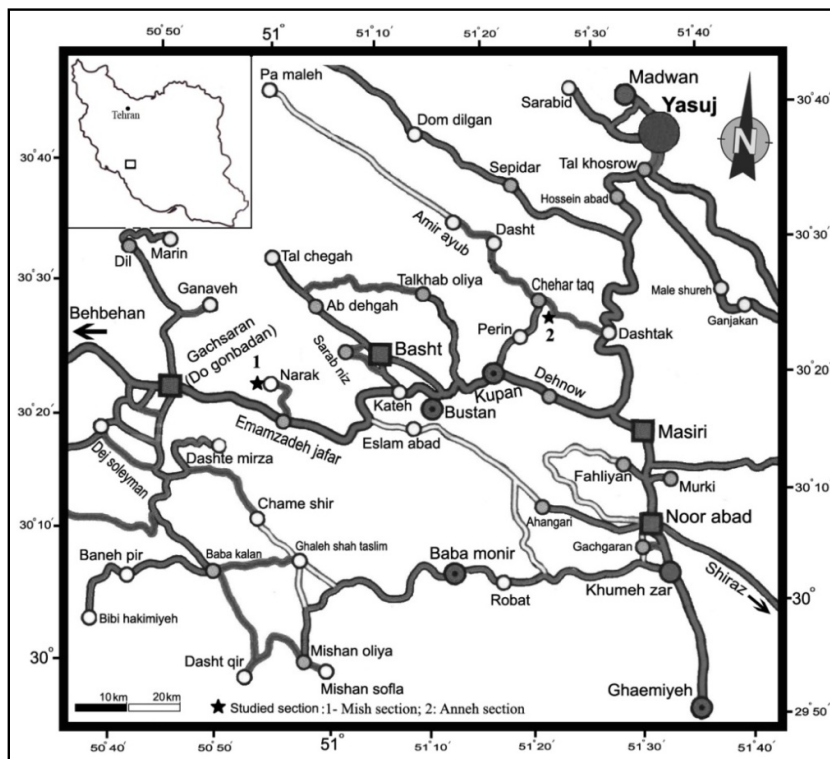 50°50′ 51° 51°10′ 51°20′ 51°30′ 51°40′
Tehran
Pa maleh
Madwan
Sarabid
Yasuj
30°40′
N
Dom dilgan
30°40′
Tal khosrow
Sepidar
Hossein abad
Amir ayub
Dasht
30°30′
Marin
Dil
Tal chegah
30°30′
Talkhab oliya
Chehar taq
Male shureh
Ganaveh
Ab dehgah
Ganjakan
Behbehan
Gachsaran
(Do gonbadan)
Perin
2
Dashtak
Sarab niz
Basht
1
Narak
Kupan
30°20′
Dehnow
Kateh
30°20′
Bustan
Emamzadeh jafar
Eslam abad
Masiri
Dej soleyman
Dashte mirza
Fahliyan
Murki
30°10′
Chame shir
Ahangari
Noor abad
30°10′
Baneh pir
Baba kalan
Ghaleh shah taslim
Baba monir
Gachgaran
Robat
Khumeh zar
Shiraz
30°
Bibi hakimiyeh
30°
Mishan oliya
Dasht qir
Mishan sofla
Ghaemiyeh
10km 20km
Studied section :1- Mish section; 2: Anneh section
29°50′
50°40′ 50°50′ 51° 51°10′ 51°20′ 51°30′ 51°40′